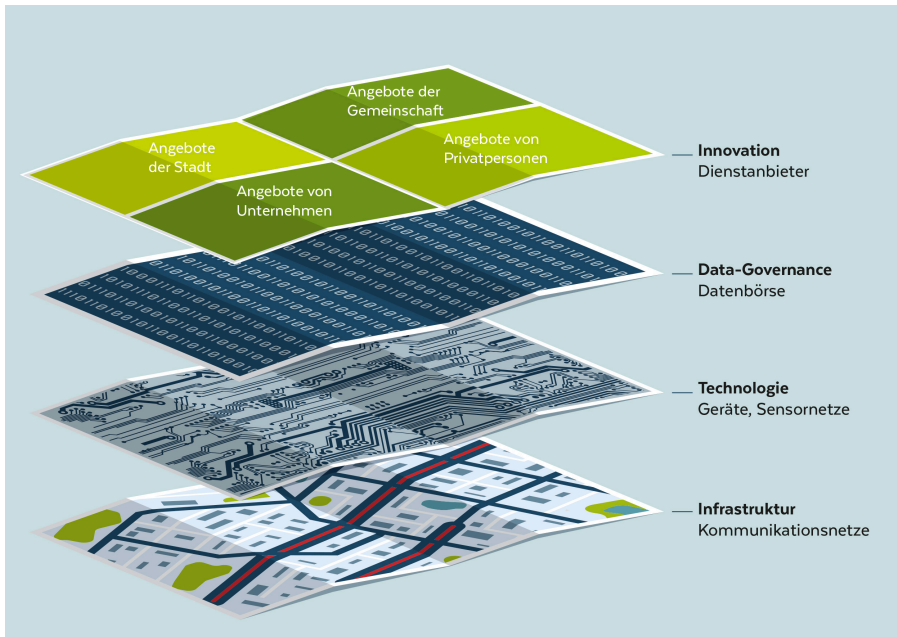 Angebote der
Gemeinschaft
Angebote
der Stadt
Angebote von
Privatpersonen
Angebote von
Unternehmen
Innovation
Dienstanbieter
Data-Governance
Datenbörse
Technologie
Geräte, Sensornetze
Infrastruktur
Kommunikationsnetze